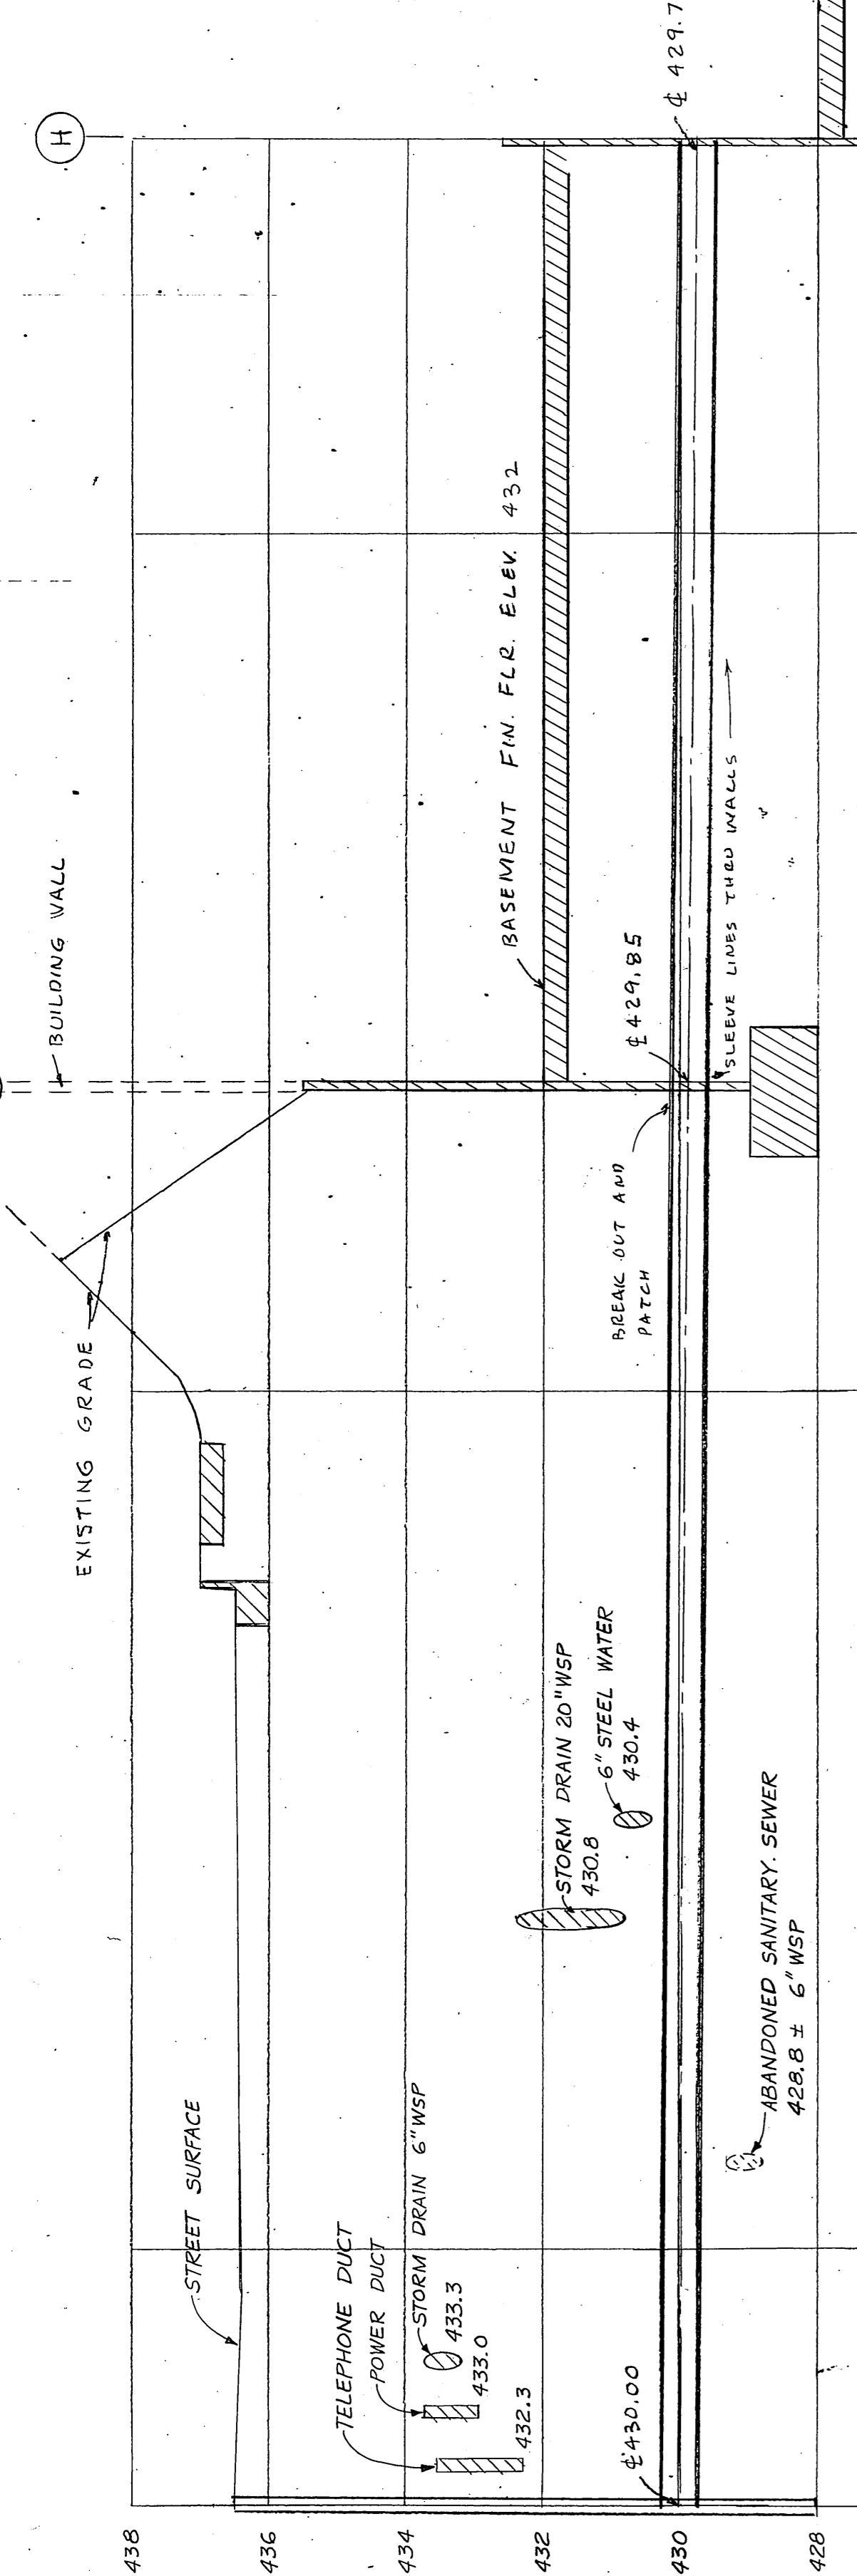 H
BUILDING WALL
EXISTING GRADE
STREET SURFACE
TELEPHONE DUCT
POWER DUCT
STORM DRAIN 6" WSP
433.3
433.0
432.3
STORM DRAIN 20" WSP
430.8
6" STEEL WATER
430.4
ABANDONED SANITARY. SEWER
428.8 ± 6" WSP
BASEMENT FIN. FLR. ELEV. 432
BREAK OUT AND
PATCH
℄ 429.85
SLEEVE LINES THRU WALLS
℄ 430.00
℄ 429.7
438
436
434
432
430
428